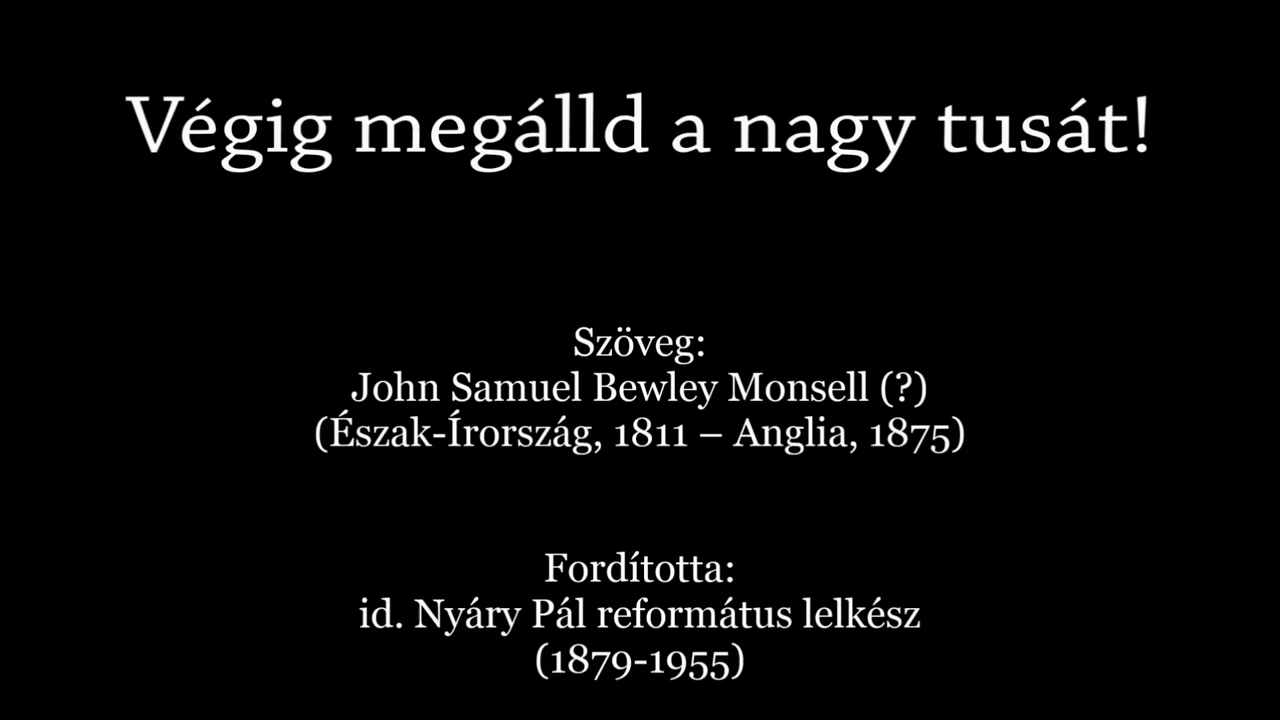 Végig megálld a nagy tusát!
Szöveg:
John Samuel Bewley Monsell (?)
(Észak-Írország, 1811 – Anglia, 1875)
Fordította:
id. Nyáry Pál református lelkész
(1879-1955)